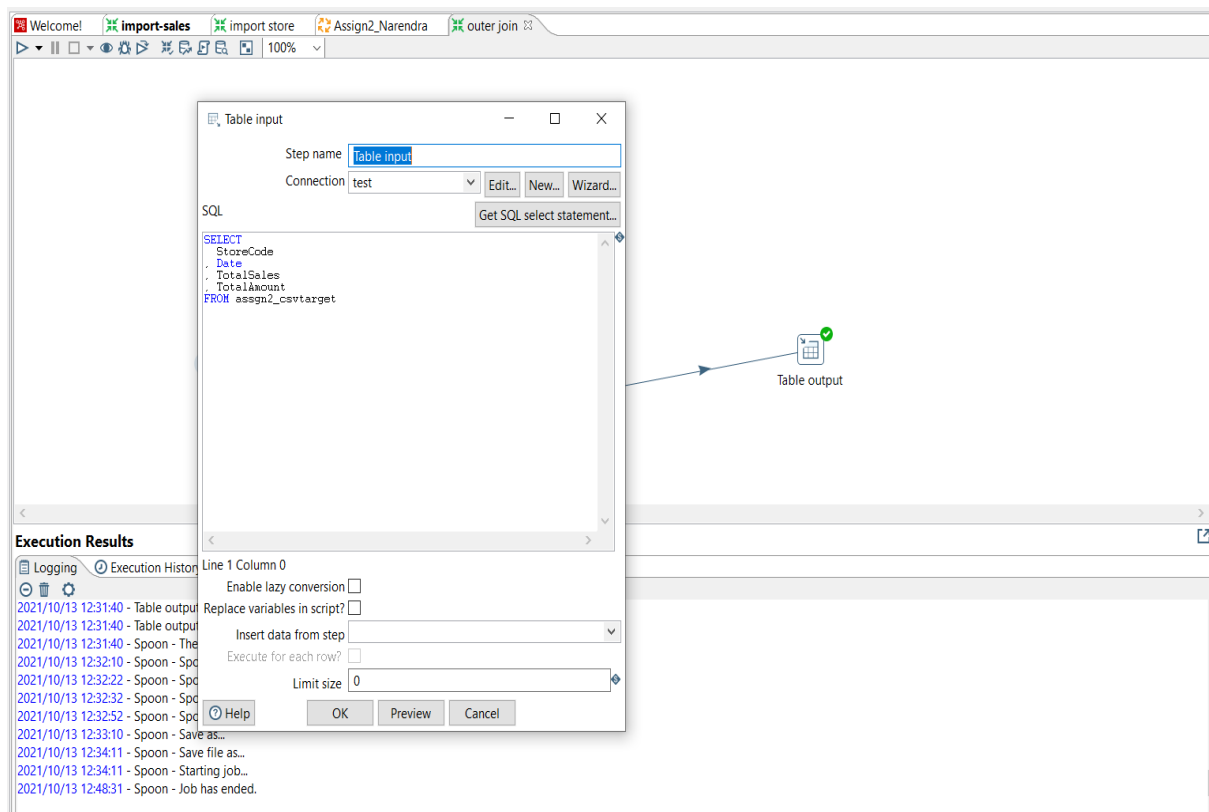 Welcome! import-sales import store Assign2_Narendra outer join
100%
Table input
Step name Table input
Connection test Edit... New... Wizard...
SQL Get SQL select statement...
SELECT
StoreCode
, Date
, TotalSales
, TotalAmount
FROM assgn2_csvtarget
Table output
Execution Results
Line 1 Column 0
Logging Execution History
Enable lazy conversion
Replace variables in script?
Insert data from step
Execute for each row?
Limit size 0
Help OK Preview Cancel
2021/10/13 12:31:40 - Table output
2021/10/13 12:31:40 - Table output
2021/10/13 12:31:40 - Spoon - The
2021/10/13 12:32:10 - Spoon - Spo
2021/10/13 12:32:22 - Spoon - Spo
2021/10/13 12:32:32 - Spoon - Spo
2021/10/13 12:32:52 - Spoon - Spo
2021/10/13 12:33:10 - Spoon - Save as...
2021/10/13 12:34:11 - Spoon - Save file as...
2021/10/13 12:34:11 - Spoon - Starting job...
2021/10/13 12:48:31 - Spoon - Job has ended.